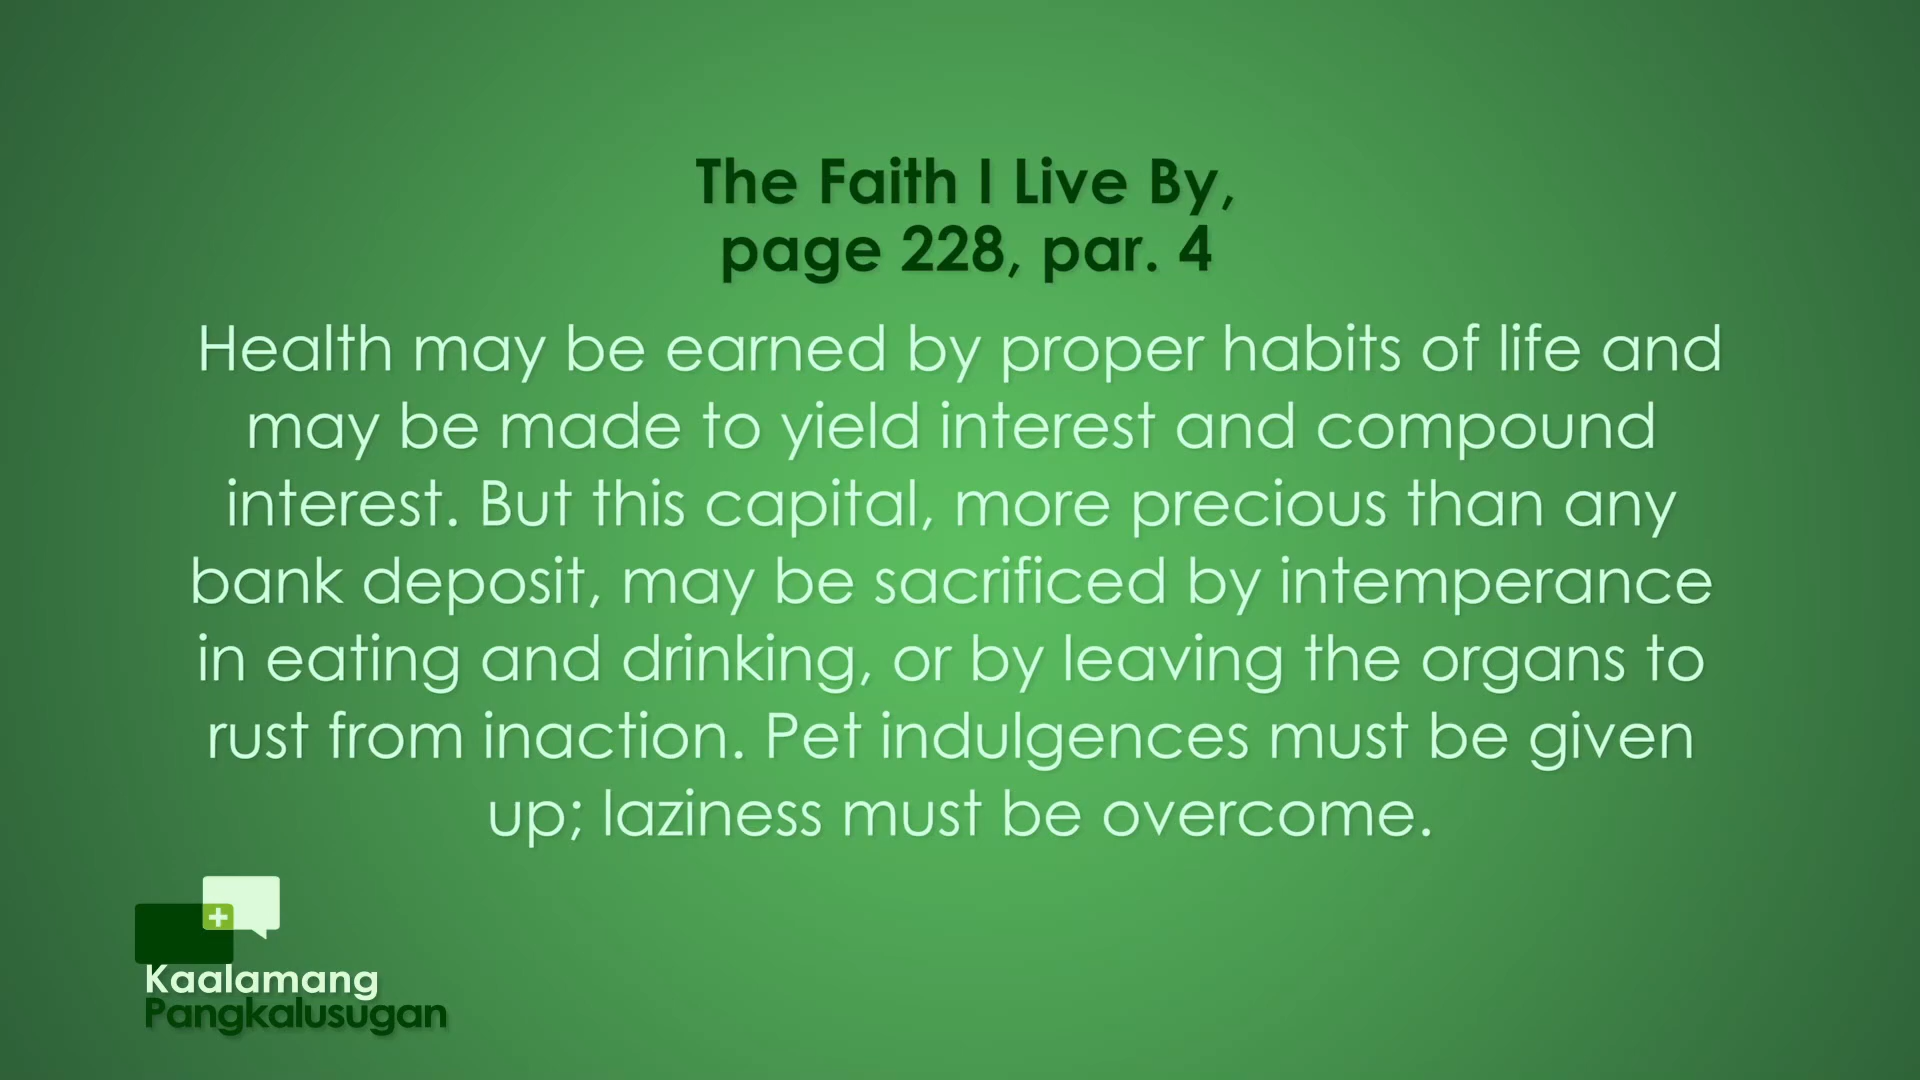 The Faith I Live By,
page 228, par. 4
Health may be earned by proper habits of life and
may be made to yield interest and compound
interest. But this capital, more precious than any
bank deposit, may be sacrificed by intemperance
in eating and drinking, or by leaving the organs to
rust from inaction. Pet indulgences must be given
up; laziness must be overcome.
Kaalamang
Pangkalusugan